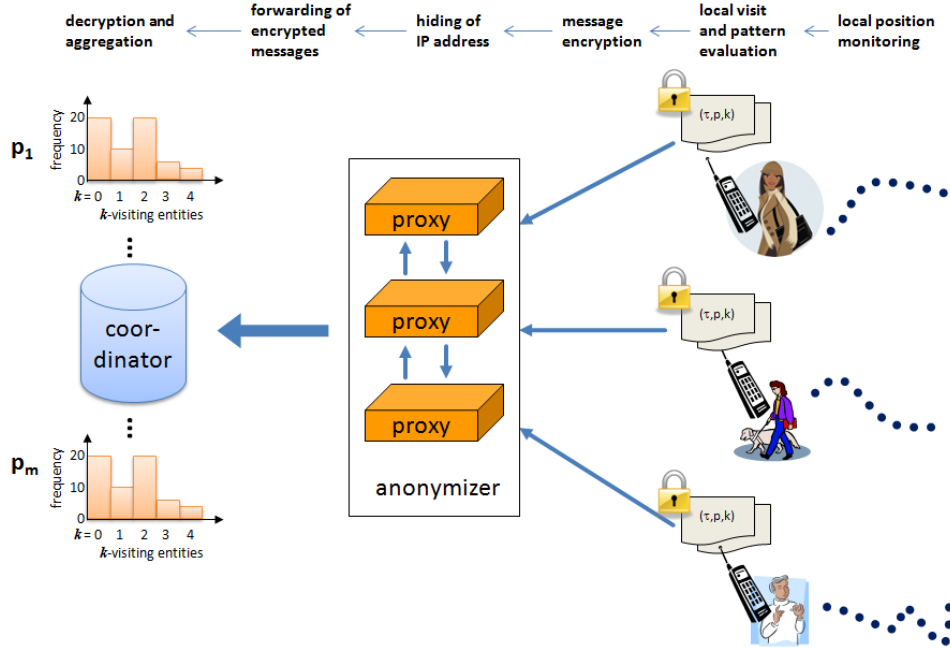 decryption and
aggregation
forwarding of
encrypted
messages
hiding of
IP address
message
encryption
local visit
and pattern
evaluation
local position
monitoring
p1
frequency
20
10
0
k = 0 1 2 3 4
k-visiting entities
...
coor-
dinator
...
pm
frequency
20
10
0
k = 0 1 2 3 4
k-visiting entities
proxy
proxy
proxy
anonymizer
(τ,p,k)
(τ,p,k)
(τ,p,k)